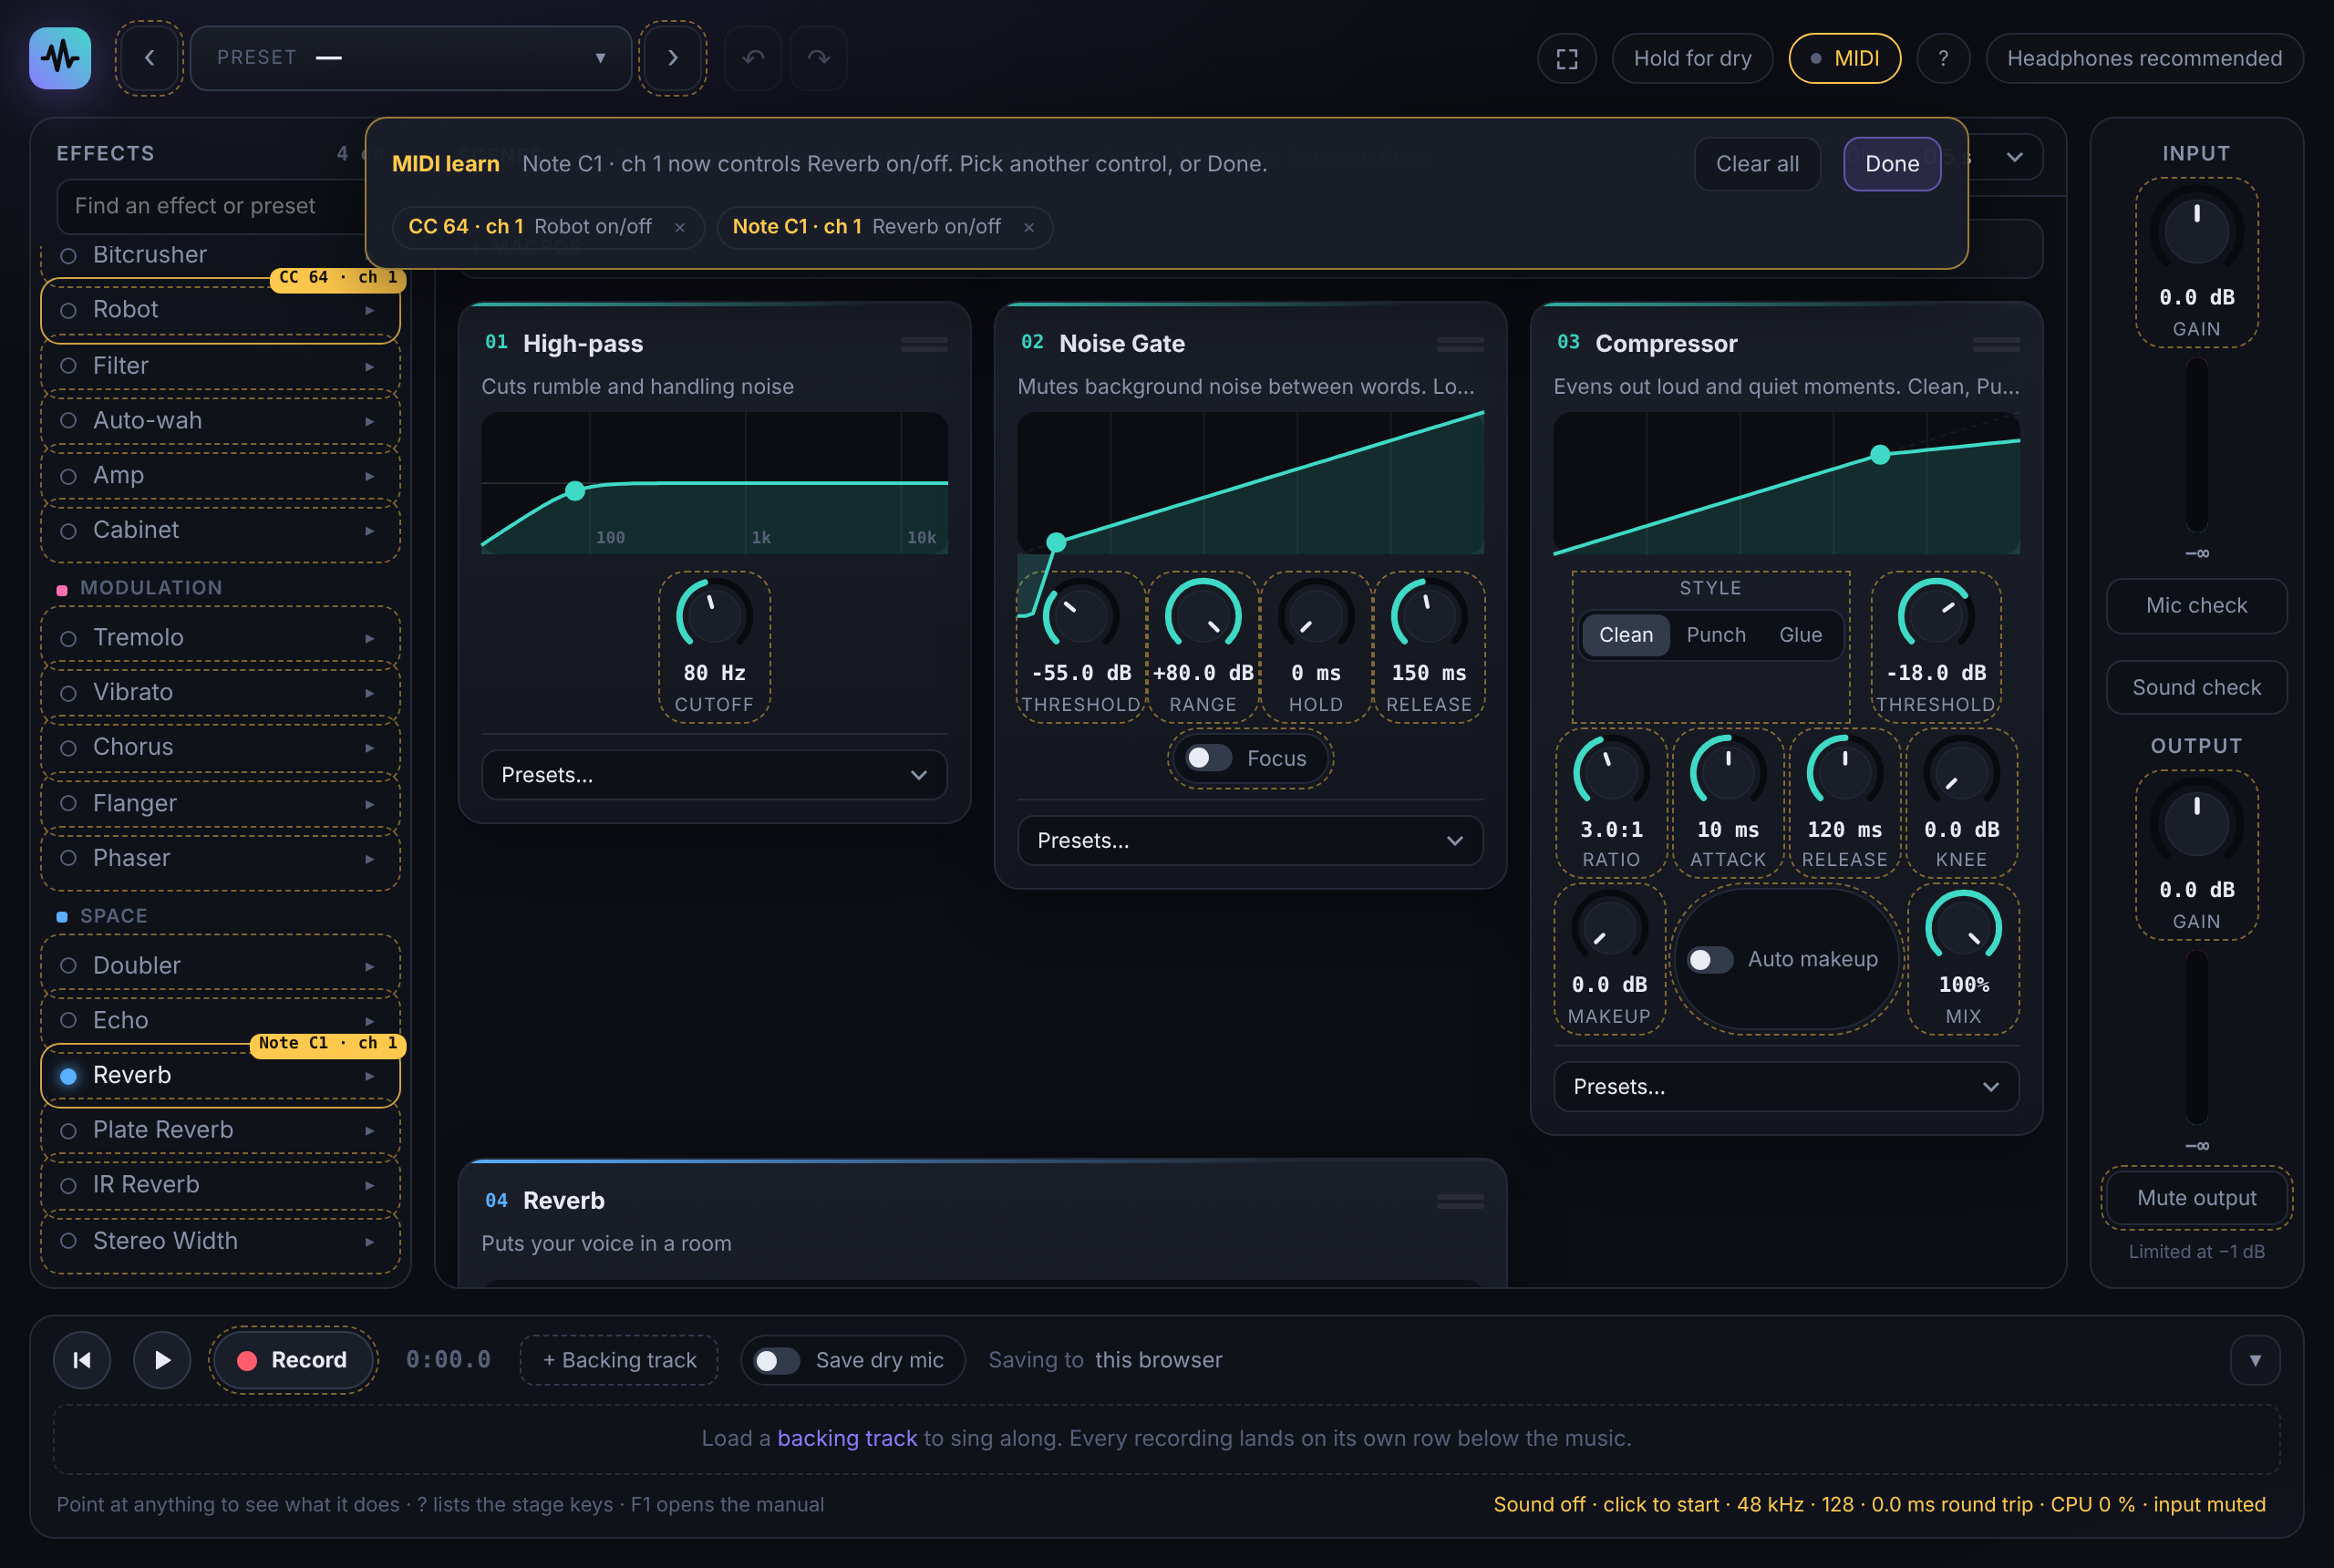 PRESET —
Hold for dry
MIDI
?
Headphones recommended
EFFECTS
4
Find an effect or preset
MIDI learn Note C1 · ch 1 now controls Reverb on/off. Pick another control, or Done.
Clear all
Done
CC 64 · ch 1 Robot on/off ×
Note C1 · ch 1 Reverb on/off ×
Bitcrusher
CC 64 · ch 1
Robot
Filter
Auto-wah
Amp
Cabinet
MODULATION
Tremolo
Vibrato
Chorus
Flanger
Phaser
SPACE
Doubler
Echo
Note C1 · ch 1
Reverb
Plate Reverb
IR Reverb
Stereo Width
MACROS
01 High-pass
Cuts rumble and handling noise
100 1k 10k
80 Hz
CUTOFF
Presets...
02 Noise Gate
Mutes background noise between words. Lo...
-55.0 dB +80.0 dB 0 ms 150 ms
THRESHOLD RANGE HOLD RELEASE
Focus
Presets...
03 Compressor
Evens out loud and quiet moments. Clean, Pu...
STYLE
Clean Punch Glue
-18.0 dB
THRESHOLD
3.0:1 10 ms 120 ms 0.0 dB
RATIO ATTACK RELEASE KNEE
0.0 dB
MAKEUP
Auto makeup
100%
MIX
Presets...
04 Reverb
Puts your voice in a room
INPUT
0.0 dB
GAIN
−∞
Mic check
Sound check
OUTPUT
0.0 dB
GAIN
−∞
Mute output
Limited at −1 dB
Record
0:00.0
+ Backing track
Save dry mic
Saving to this browser
Load a backing track to sing along. Every recording lands on its own row below the music.
Point at anything to see what it does · ? lists the stage keys · F1 opens the manual
Sound off · click to start · 48 kHz · 128 · 0.0 ms round trip · CPU 0 % · input muted